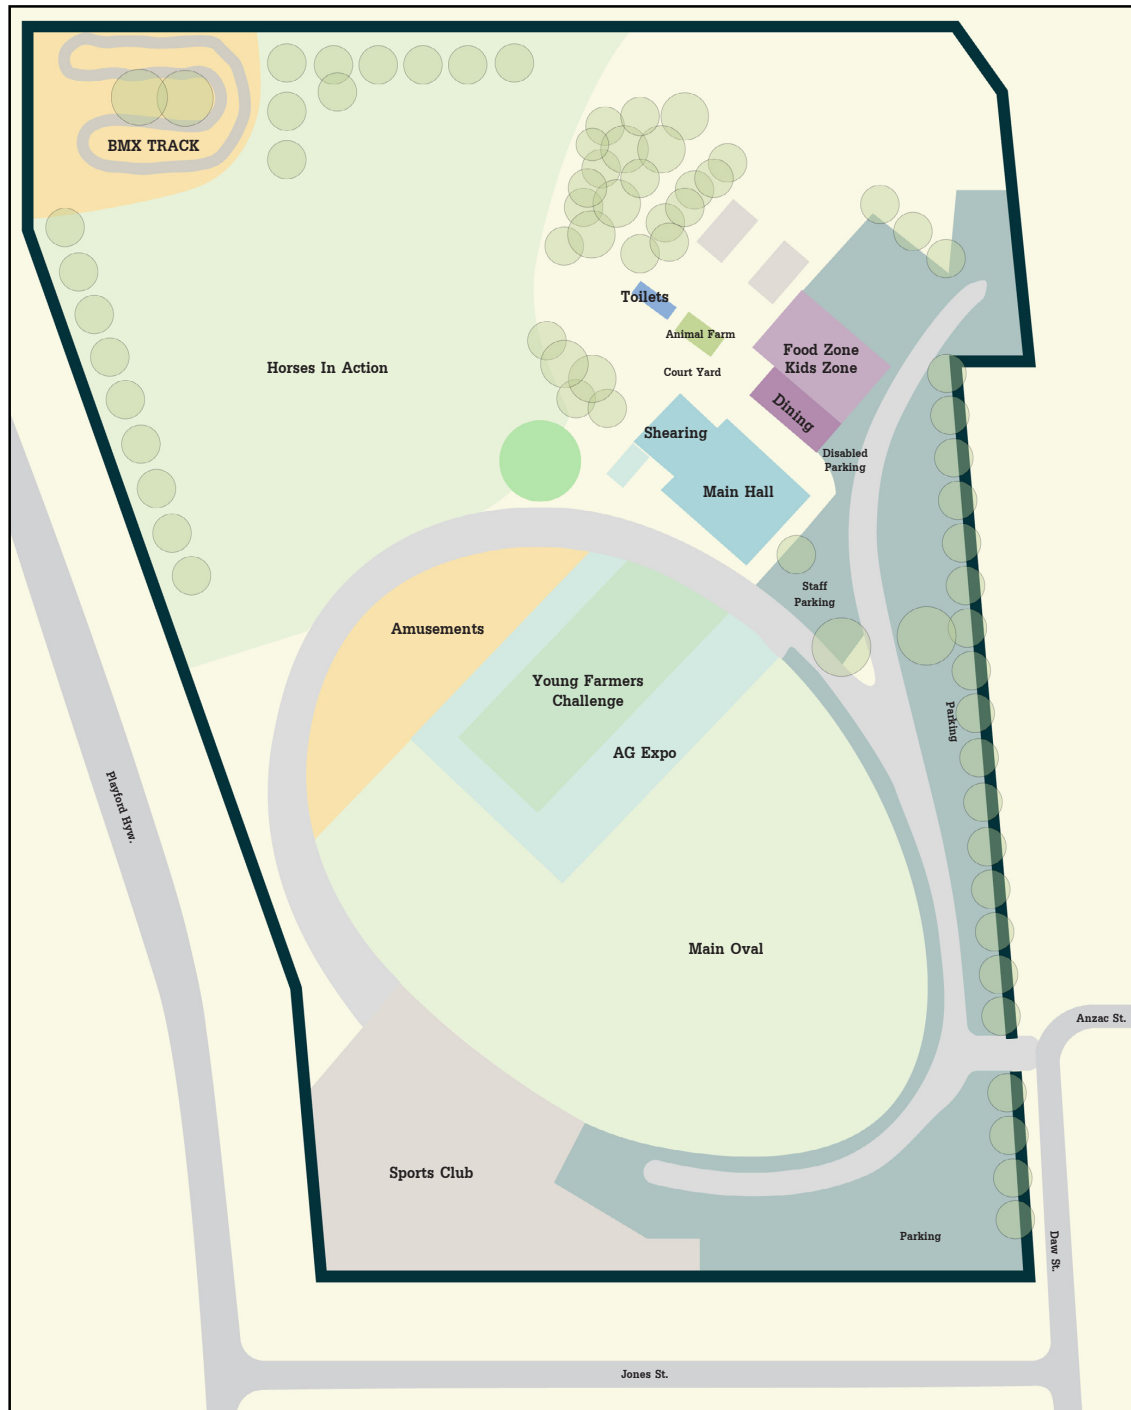 BMX TRACK
Toilets
Animal Farm
Food Zone
Kids Zone
Horses In Action
Court Yard
Dining
Shearing
Disabled
Parking
Main Hall
Staff
Parking
Amusements
Young Farmers
Challenge
Parking
AG Expo
Playford Hyw.
Main Oval
Anzac St.
Sports Club
Parking
Daw St.
Jones St.